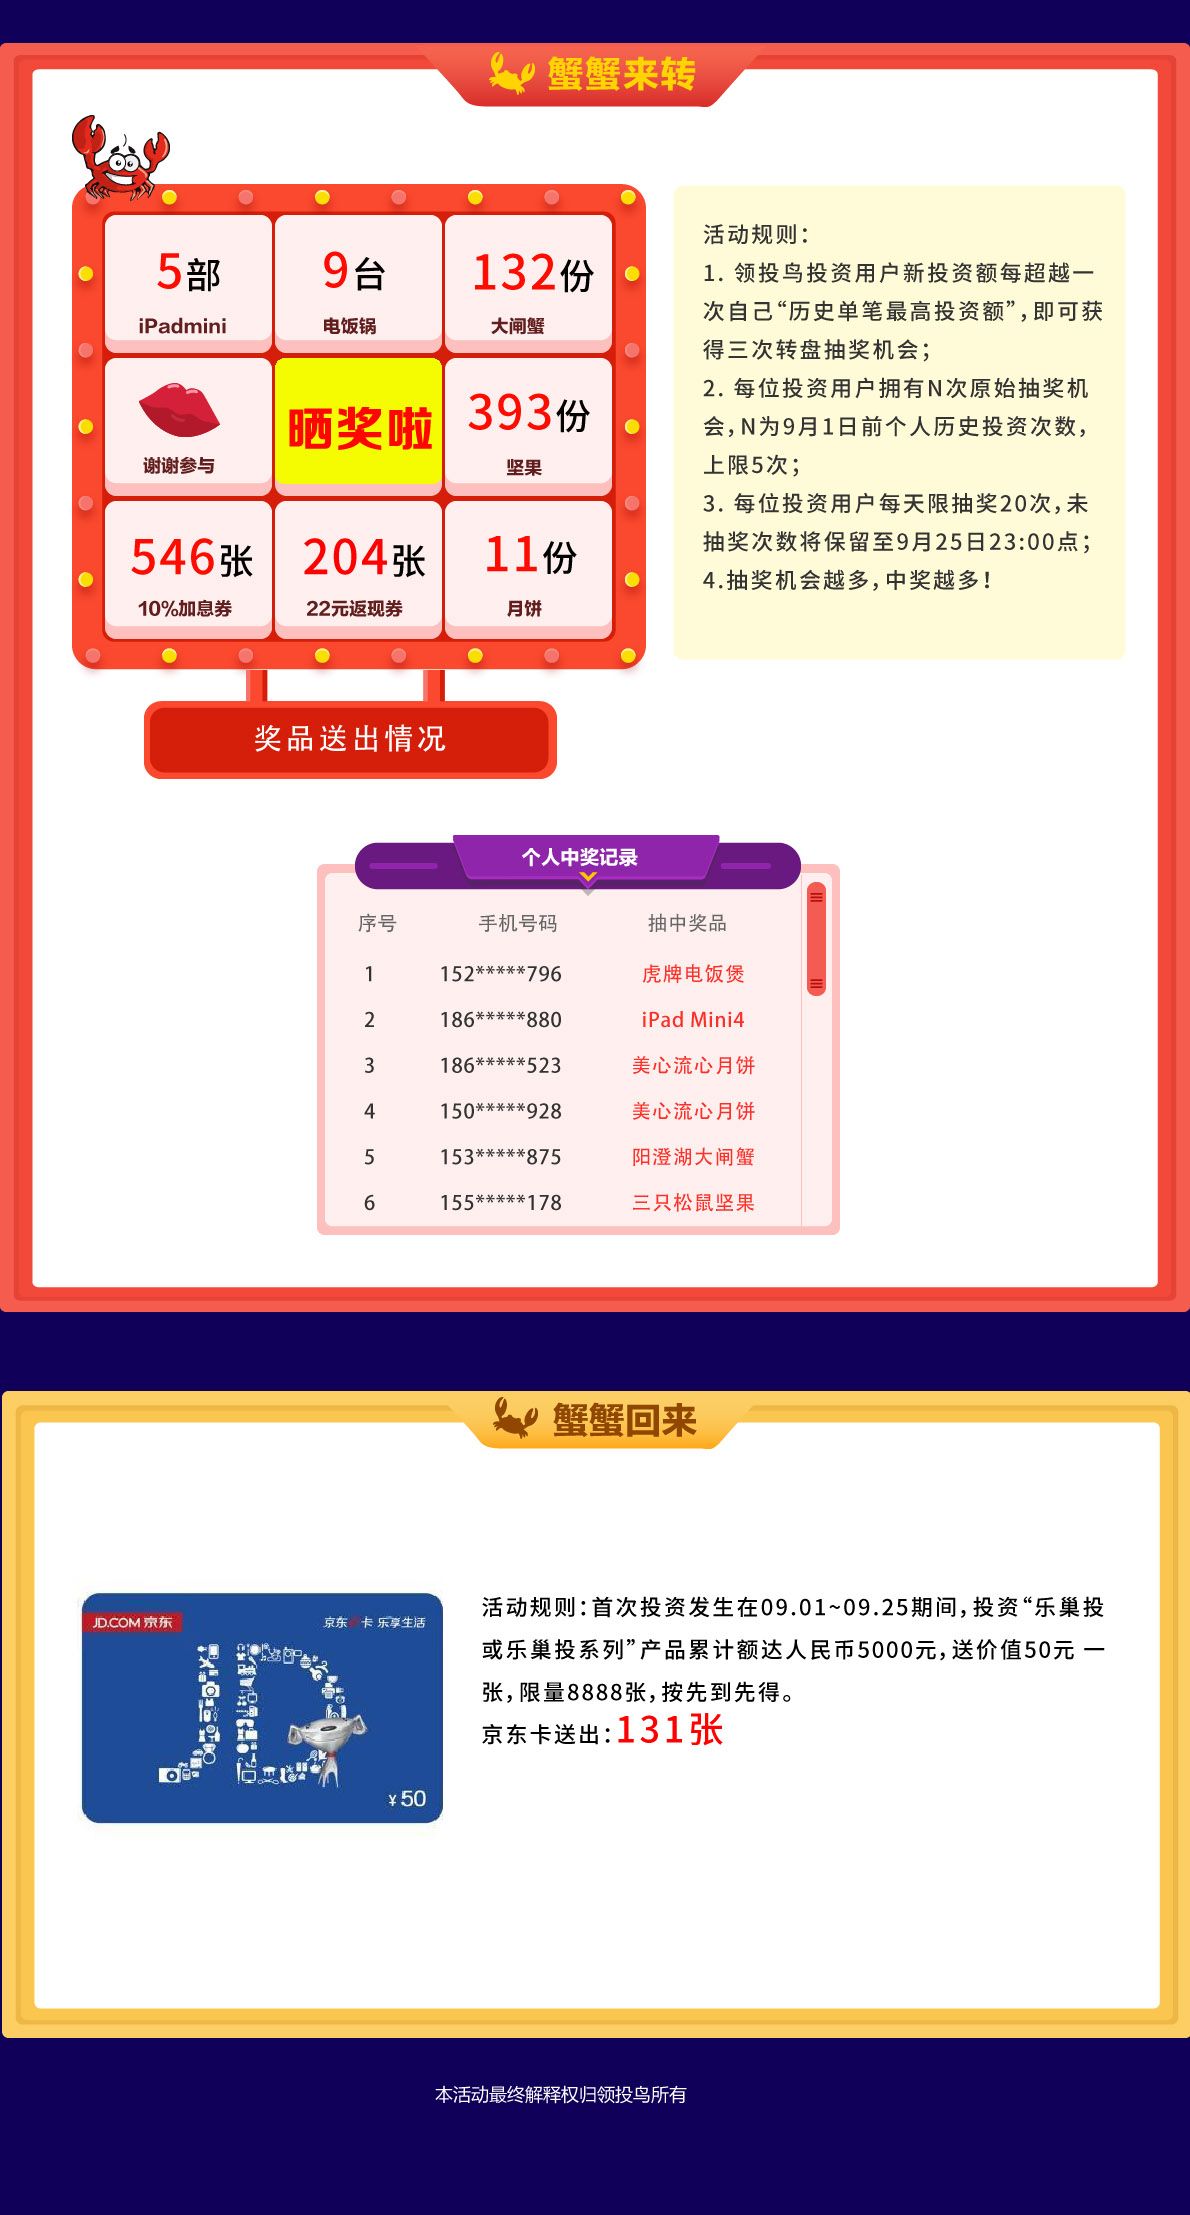 蟹蟹来转
5部
iPadmini
9台
电饭锅
132份
大闸蟹
谢谢参与
晒奖啦
393份
坚果
546张
10%加息券
204张
22元返现券
11份
月饼
奖品送出情况
活动规则：
1. 领投鸟投资用户新投资额每超越一
次自己“历史单笔最高投资额”，即可获
得三次转盘抽奖机会；
2. 每位投资用户拥有N次原始抽奖机
会，N为9月1日前个人历史投资次数，
上限5次；
3. 每位投资用户每天限抽奖20次，未
抽奖次数将保留至9月25日23:00点；
4.抽奖机会越多，中奖越多！
个人中奖记录
序号 手机号码 抽中奖品
1 152*****796 虎牌电饭煲
2 186*****880 iPad Mini4
3 186*****523 美心流心月饼
4 150*****928 美心流心月饼
5 153*****875 阳澄湖大闸蟹
6 155*****178 三只松鼠坚果
蟹蟹回来
JD.COM 京东
京东 卡 乐享生活
¥50
活动规则：首次投资发生在09.01~09.25期间，投资“乐巢投
或乐巢投系列”产品累计额达人民币5000元，送价值50元 一
张，限量8888张，按先到先得。
京东卡送出：131张
本活动最终解释权归领投鸟所有